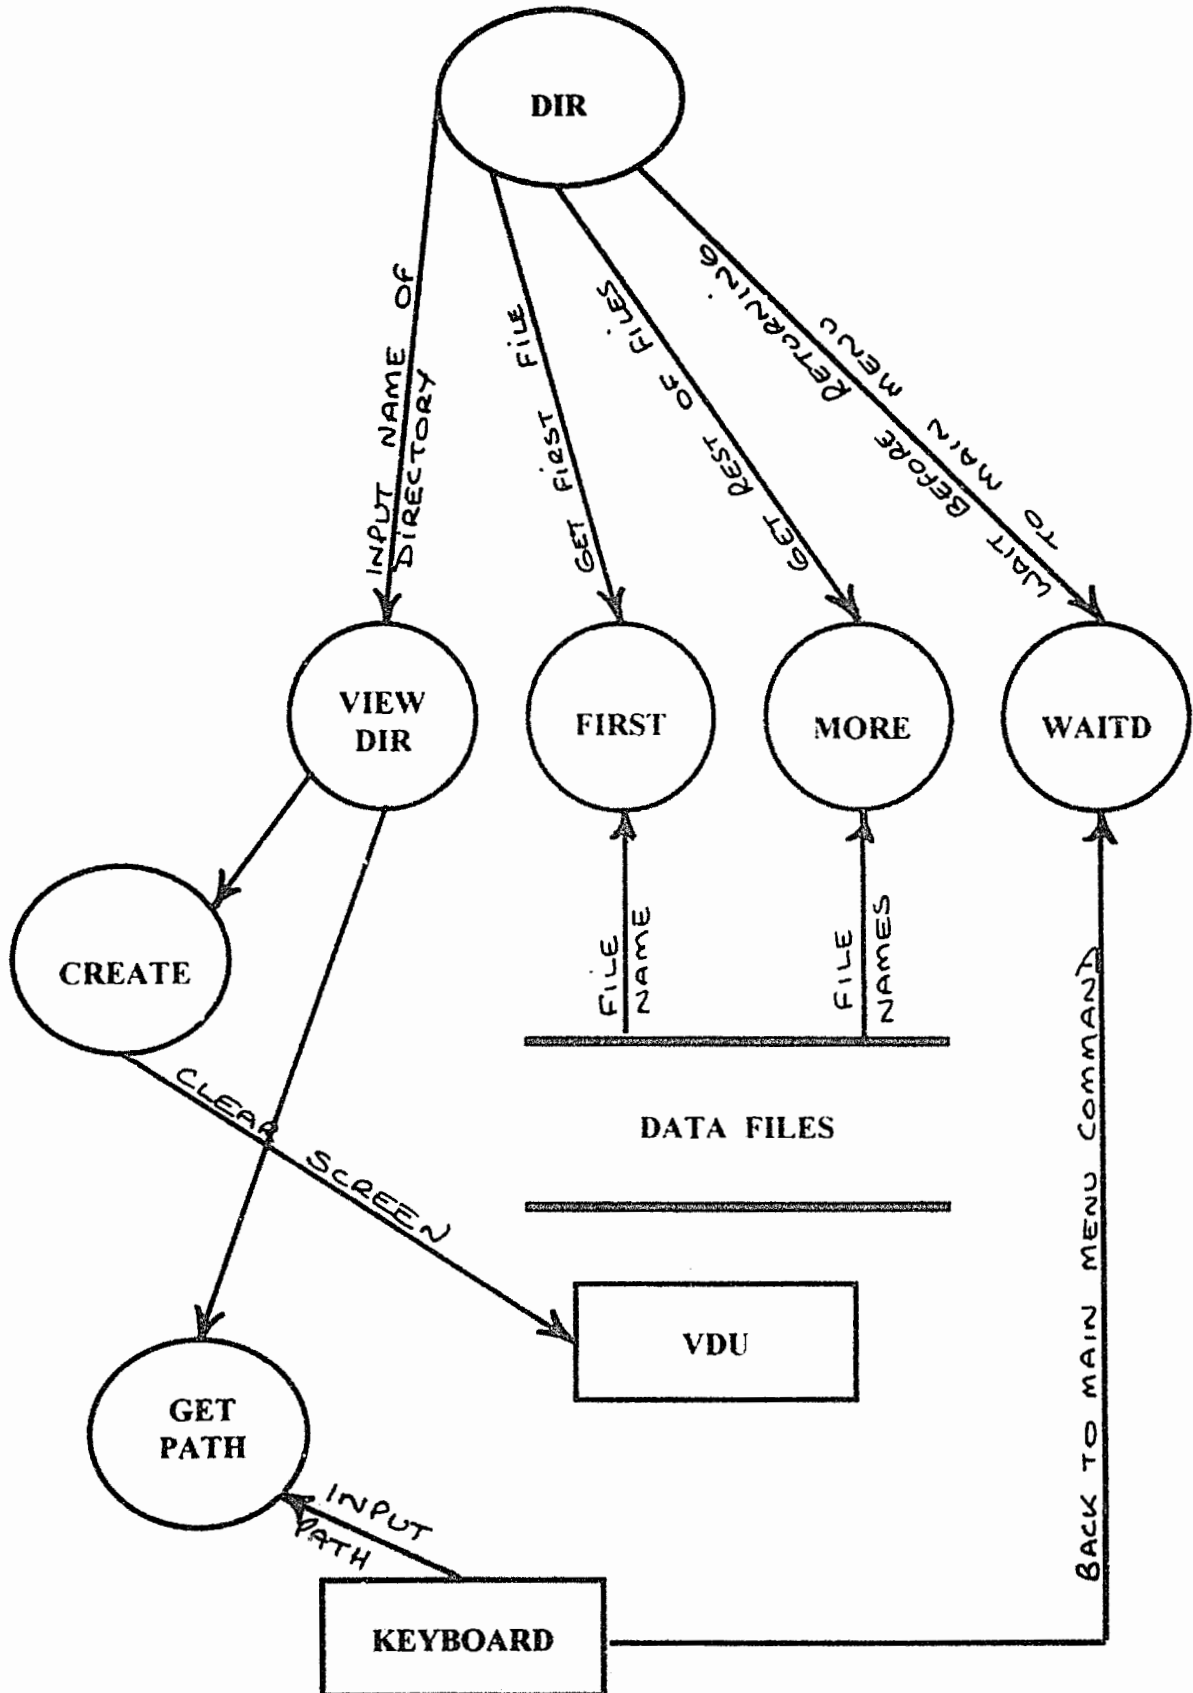 DIR
INPUT NAME OF
DIRECTORY
GET FIRST FILE
GET REST OF FILES
WAIT BEFORE RETURNING
TO MAIN MENU
VIEW
DIR
FIRST
MORE
WAITD
CREATE
FILE
NAME
FILE
NAMES
CLEAR SCREEN
DATA FILES
VDU
BACK TO MAIN MENU COMMAND
GET
PATH
INPUT
PATH
KEYBOARD